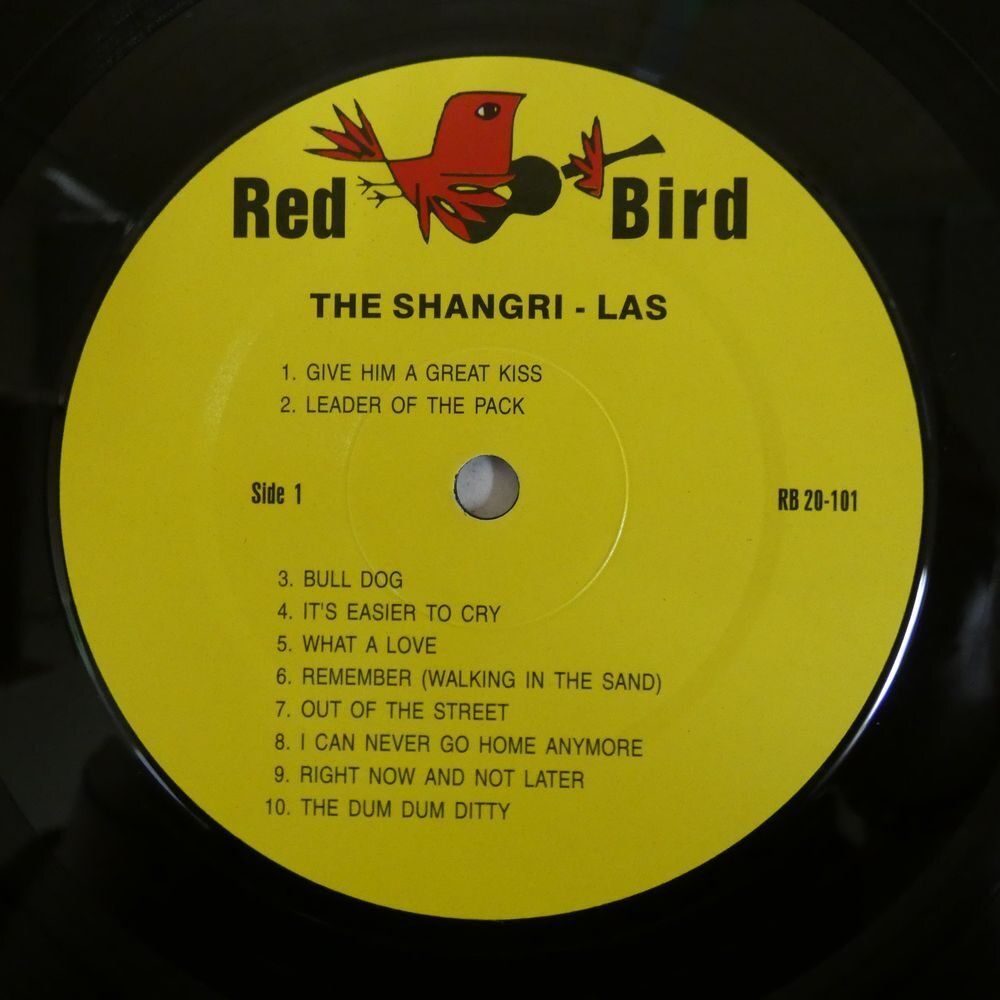 Red Bird
THE SHANGRI - LAS
1. GIVE HIM A GREAT KISS
2. LEADER OF THE PACK
Side 1
RB 20-101
3. BULL DOG
4. IT'S EASIER TO CRY
5. WHAT A LOVE
6. REMEMBER (WALKING IN THE SAND)
7. OUT OF THE STREET
8. I CAN NEVER GO HOME ANYMORE
9. RIGHT NOW AND NOT LATER
10. THE DUM DUM DITTY